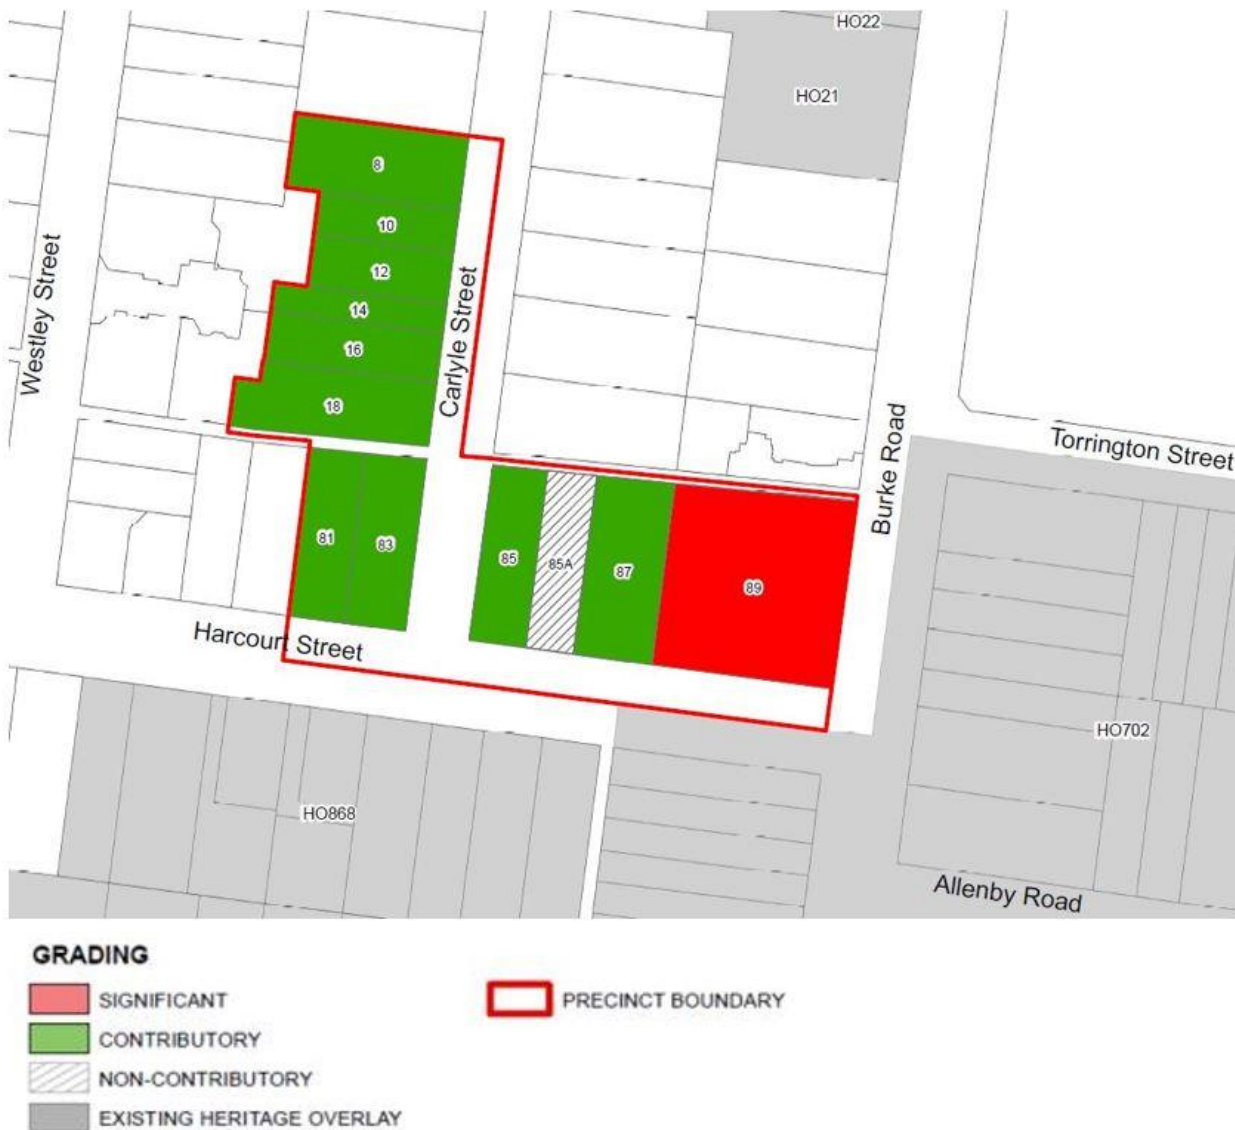 HO22
HO21
8
10
12
14
16
18
Westley Street
Carlyle Street
Burke Road
Torrington Street
81
83
85
85A
87
89
Harcourt Street
HO702
HO868
Allenby Road
GRADING
SIGNIFICANT
PRECINCT BOUNDARY
CONTRIBUTORY
NON-CONTRIBUTORY
EXISTING HERITAGE OVERLAY